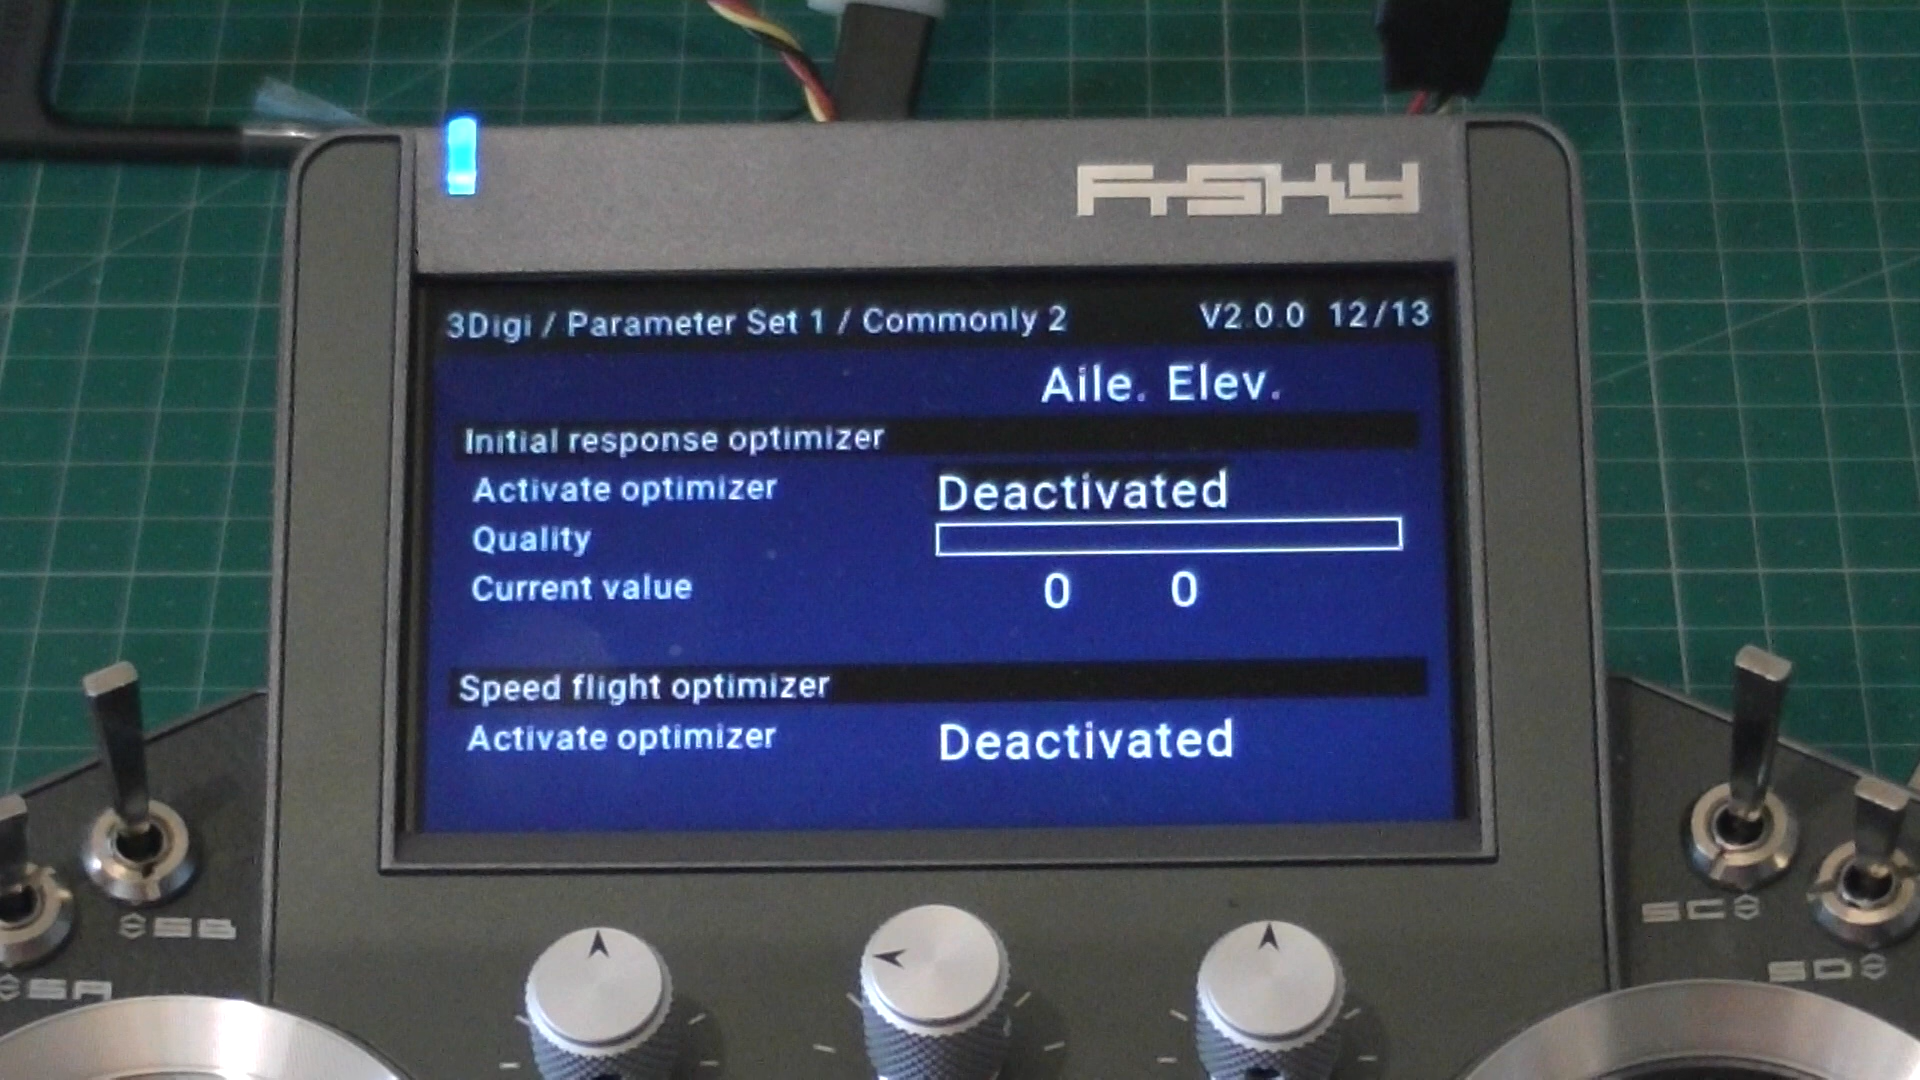 FrSKY
3Digi / Parameter Set 1 / Commonly 2 V2.0.0 12/13
Aile. Elev.
Initial response optimizer
Activate optimizer Deactivated
Quality
Current value 0 0
Speed flight optimizer
Activate optimizer Deactivated
SB
SC
SA
SD